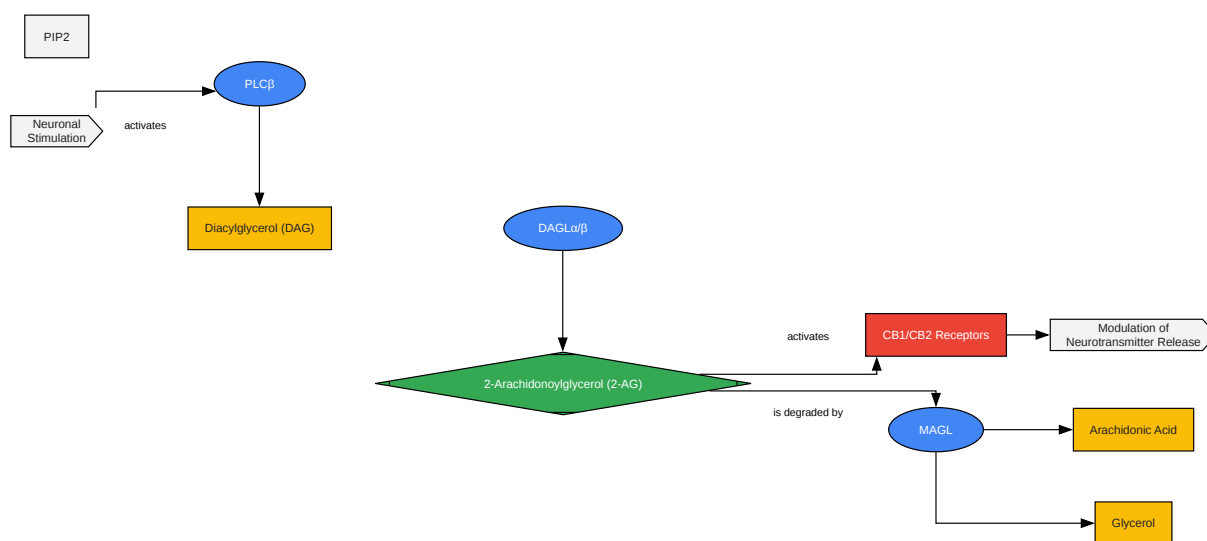 PIP2
PLCβ
Neuronal
Stimulation
activates
Diacylglycerol (DAG)
DAGLα/β
activates
CB1/CB2 Receptors
Modulation of
Neurotransmitter Release
2-Arachidonoylglycerol (2-AG)
is degraded by
MAGL
Arachidonic Acid
Glycerol